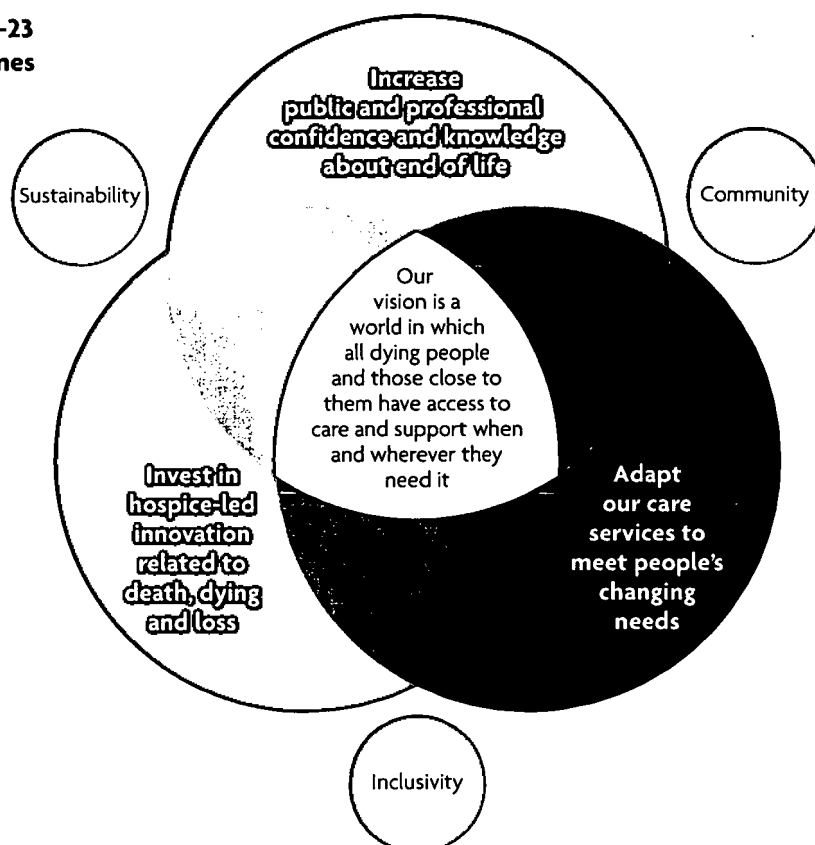 -23
nes
Increase
public and professional
confidence and knowledge
about end of life
Sustainability
Community
Our
vision is a
world in which
all dying people
and those close to
them have access to
care and support when
and wherever they
need it
Invest in
hospice-led
innovation
related to
death, dying
and loss
Adapt
our care
services to
meet people's
changing
needs
Inclusivity